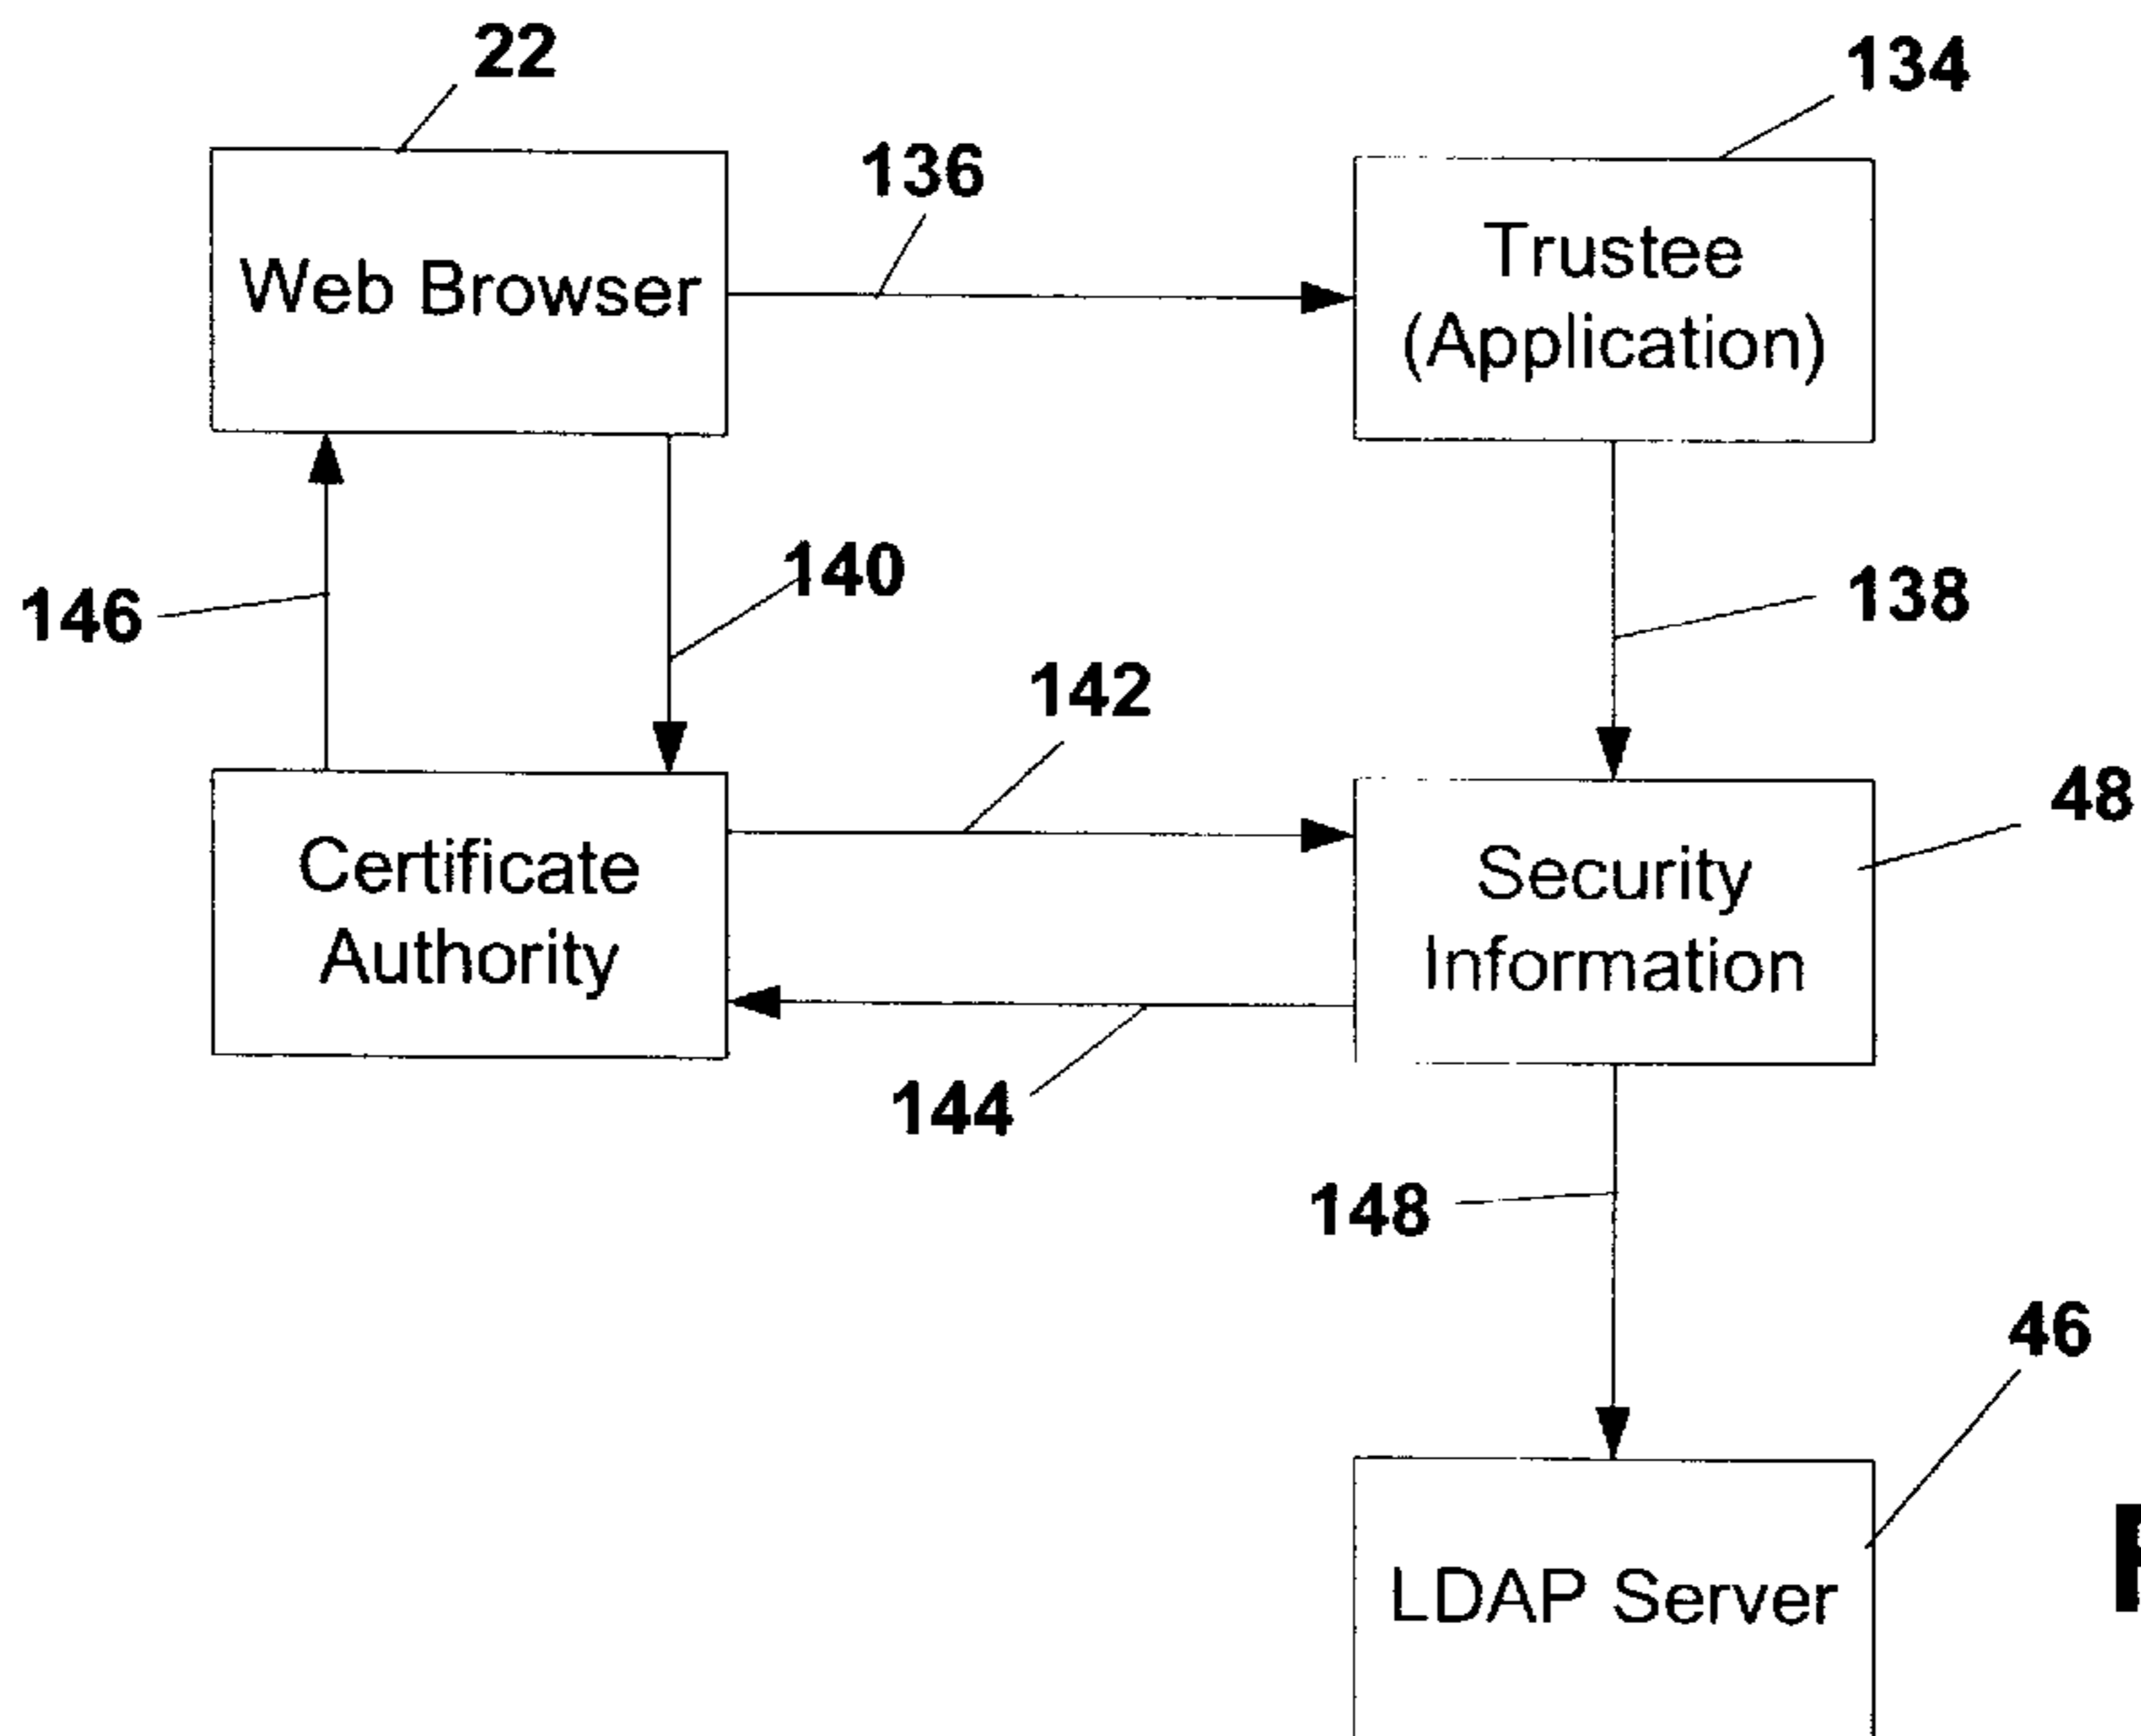 22
134
136
Web Browser
Trustee
(Application)
146
140
138
142
48
Certificate
Authority
Security
Information
144
148
46
LDAP Server